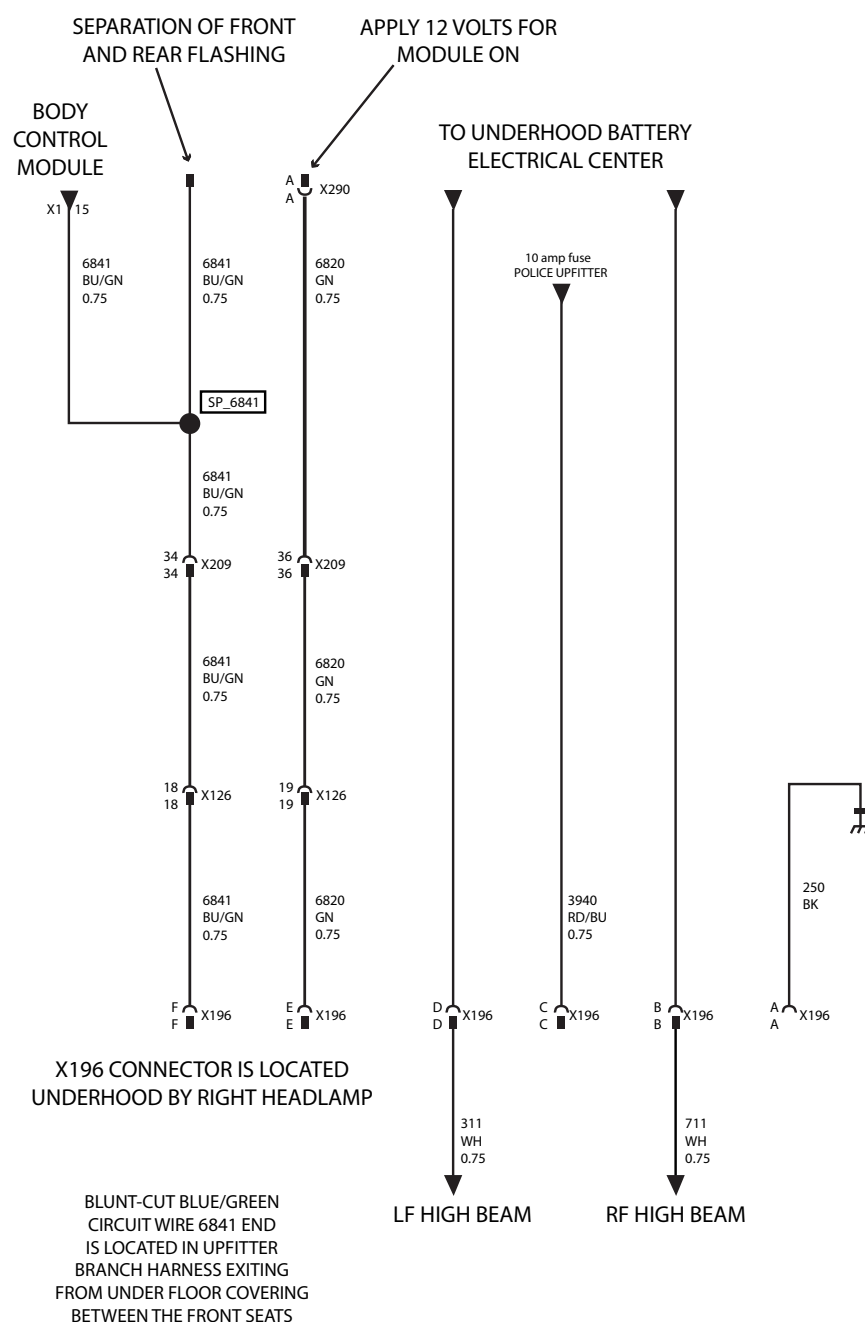 SEPARATION OF FRONT
AND REAR FLASHING
APPLY 12 VOLTS FOR
MODULE ON
BODY
CONTROL
MODULE
TO UNDERHOOD BATTERY
ELECTRICAL CENTER
X1 15
A
A
X290
6841
BU/GN
0.75
6841
BU/GN
0.75
6820
GN
0.75
10 amp fuse
POLICE UPFITTER
SP_6841
6841
BU/GN
0.75
34
34
X209
36
36
X209
6841
BU/GN
0.75
6820
GN
0.75
18
18
X126
19
19
X126
6841
BU/GN
0.75
6820
GN
0.75
3940
RD/BU
0.75
250
BK
F
F
X196
E
E
X196
D
D
X196
C
C
X196
B
B
X196
A
A
X196
X196 CONNECTOR IS LOCATED
UNDERHOOD BY RIGHT HEADLAMP
311
WH
0.75
711
WH
0.75
LF HIGH BEAM
RF HIGH BEAM
BLUNT-CUT BLUE/GREEN
CIRCUIT WIRE 6841 END
IS LOCATED IN UPFITTER
BRANCH HARNESS EXITING
FROM UNDER FLOOR COVERING
BETWEEN THE FRONT SEATS